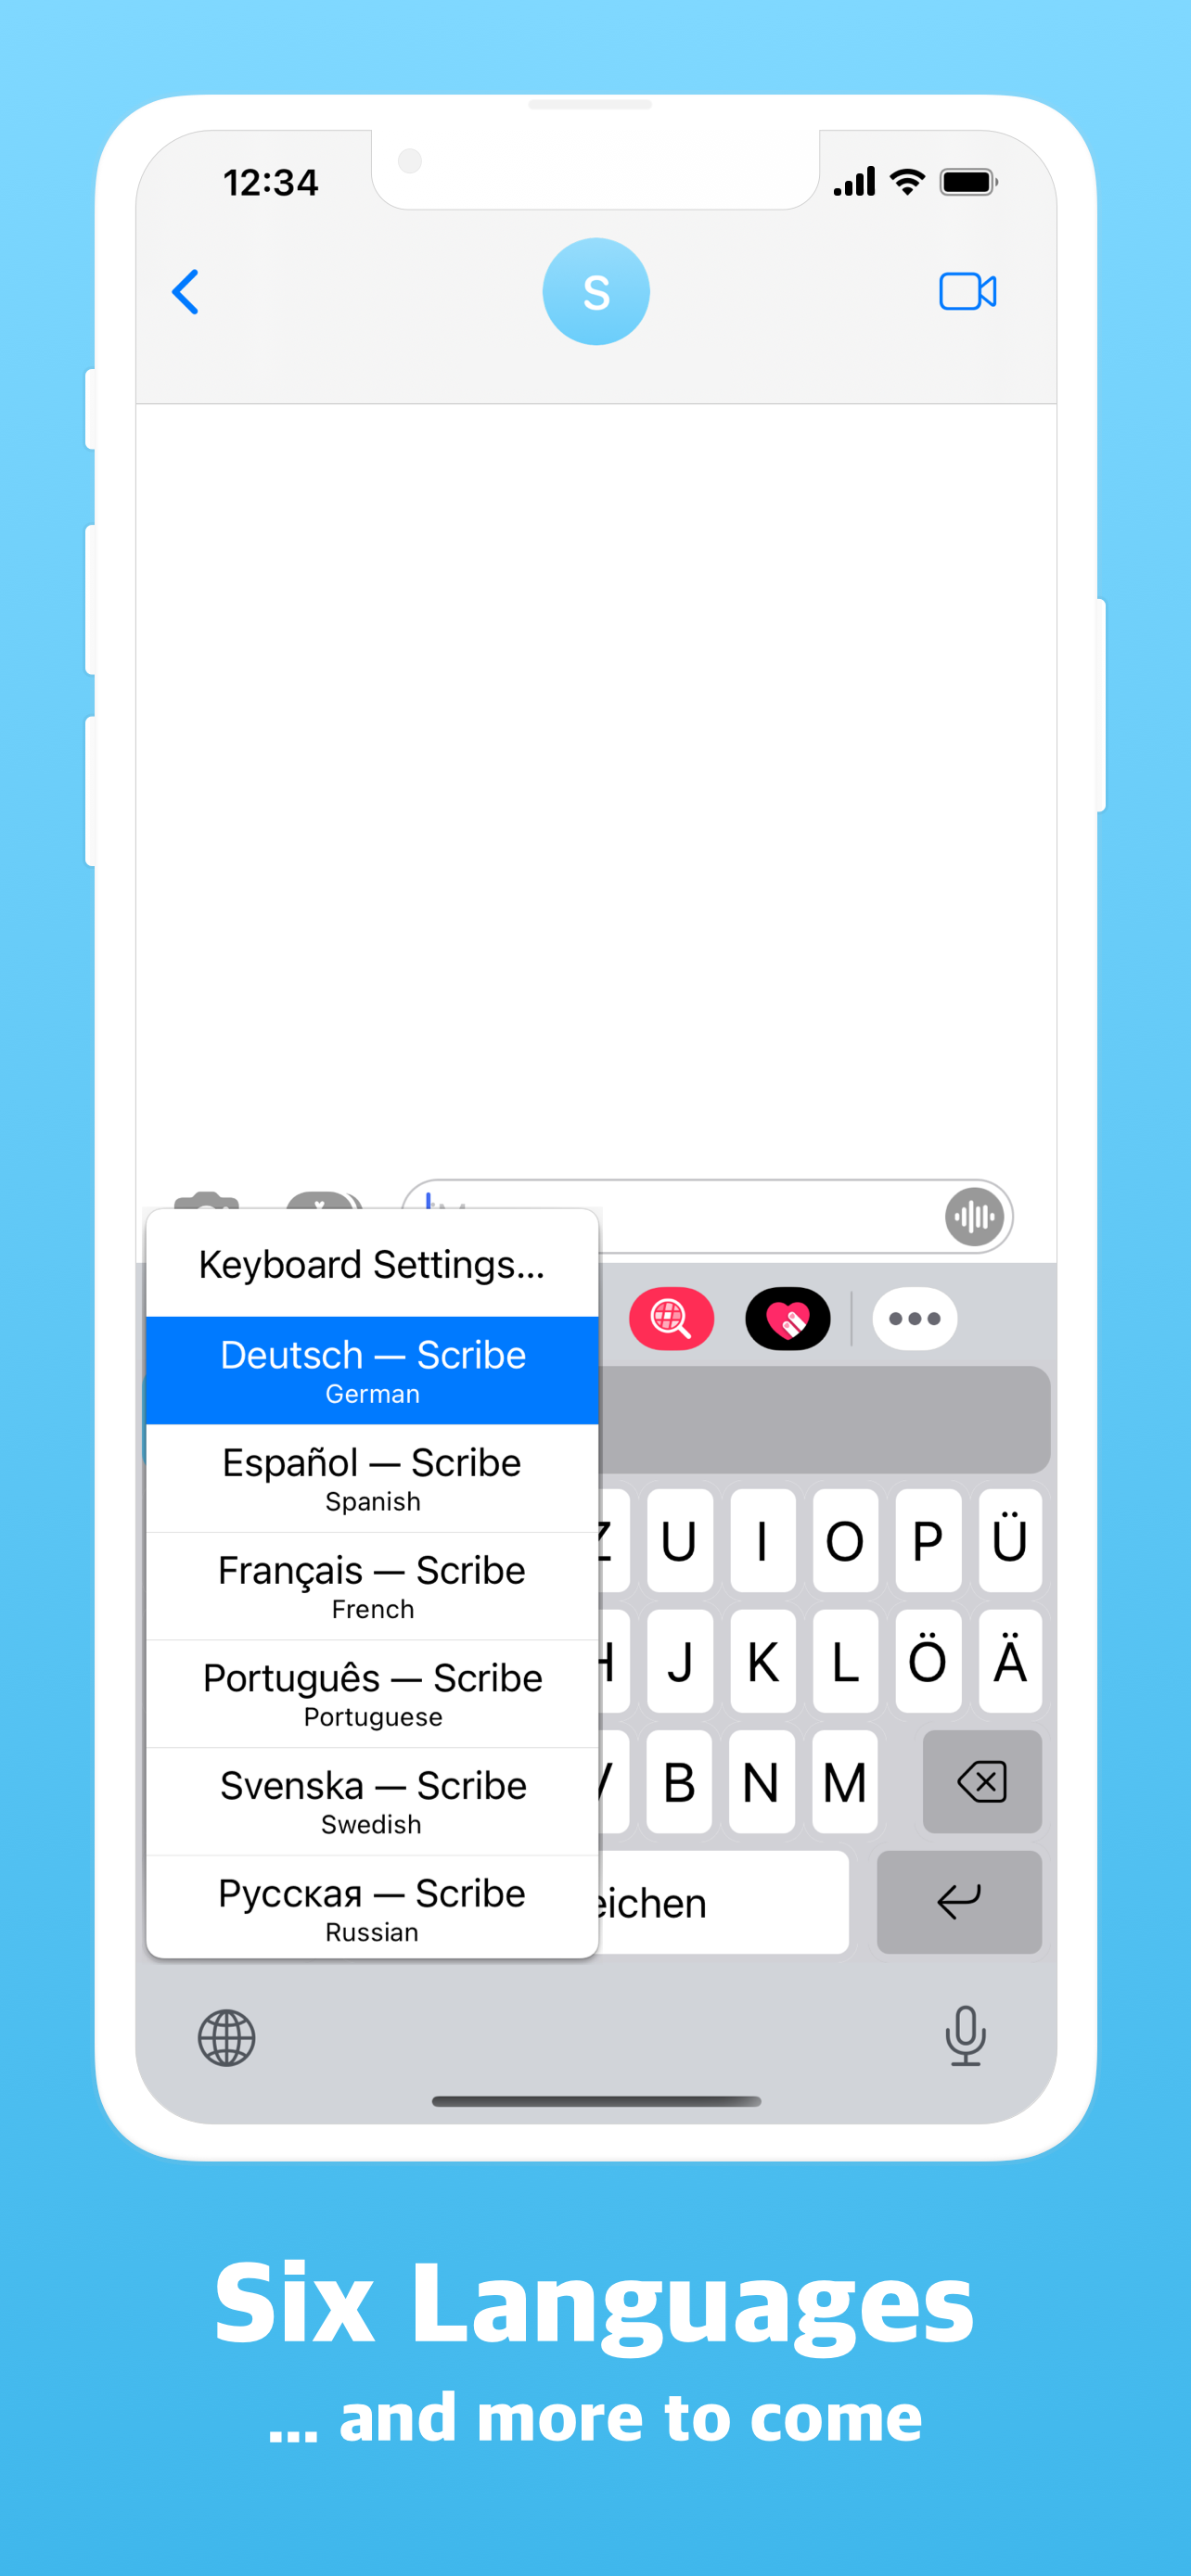 12:34
S
Keyboard Settings...
Deutsch — Scribe
German
Español — Scribe
Spanish
Français — Scribe
French
Português — Scribe
Portuguese
Svenska — Scribe
Swedish
Русская — Scribe
Russian
Z U I O P Ü
H J K L Ö Ä
V B N M
eichen
Six Languages
... and more to come